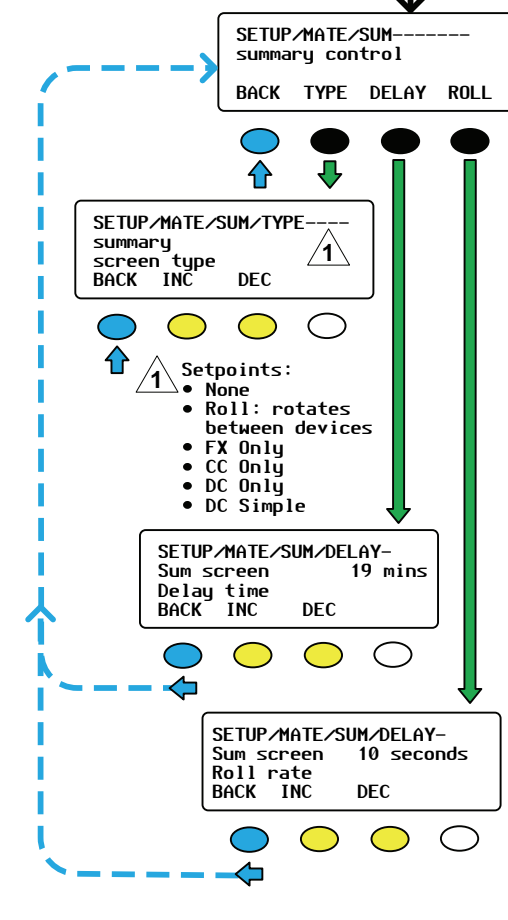 SETUP/MATE/SUM-------
summary control
BACK TYPE DELAY ROLL
SETUP/MATE/SUM/TYPE----
summary
screen type
1
BACK INC DEC
1
Setpoints:
• None
• Roll: rotates
between devices
• FX Only
• CC Only
• DC Only
• DC Simple
SETUP/MATE/SUM/DELAY-
Sum screen 19 mins
Delay time
BACK INC DEC
SETUP/MATE/SUM/DELAY-
Sum screen 10 seconds
Roll rate
BACK INC DEC